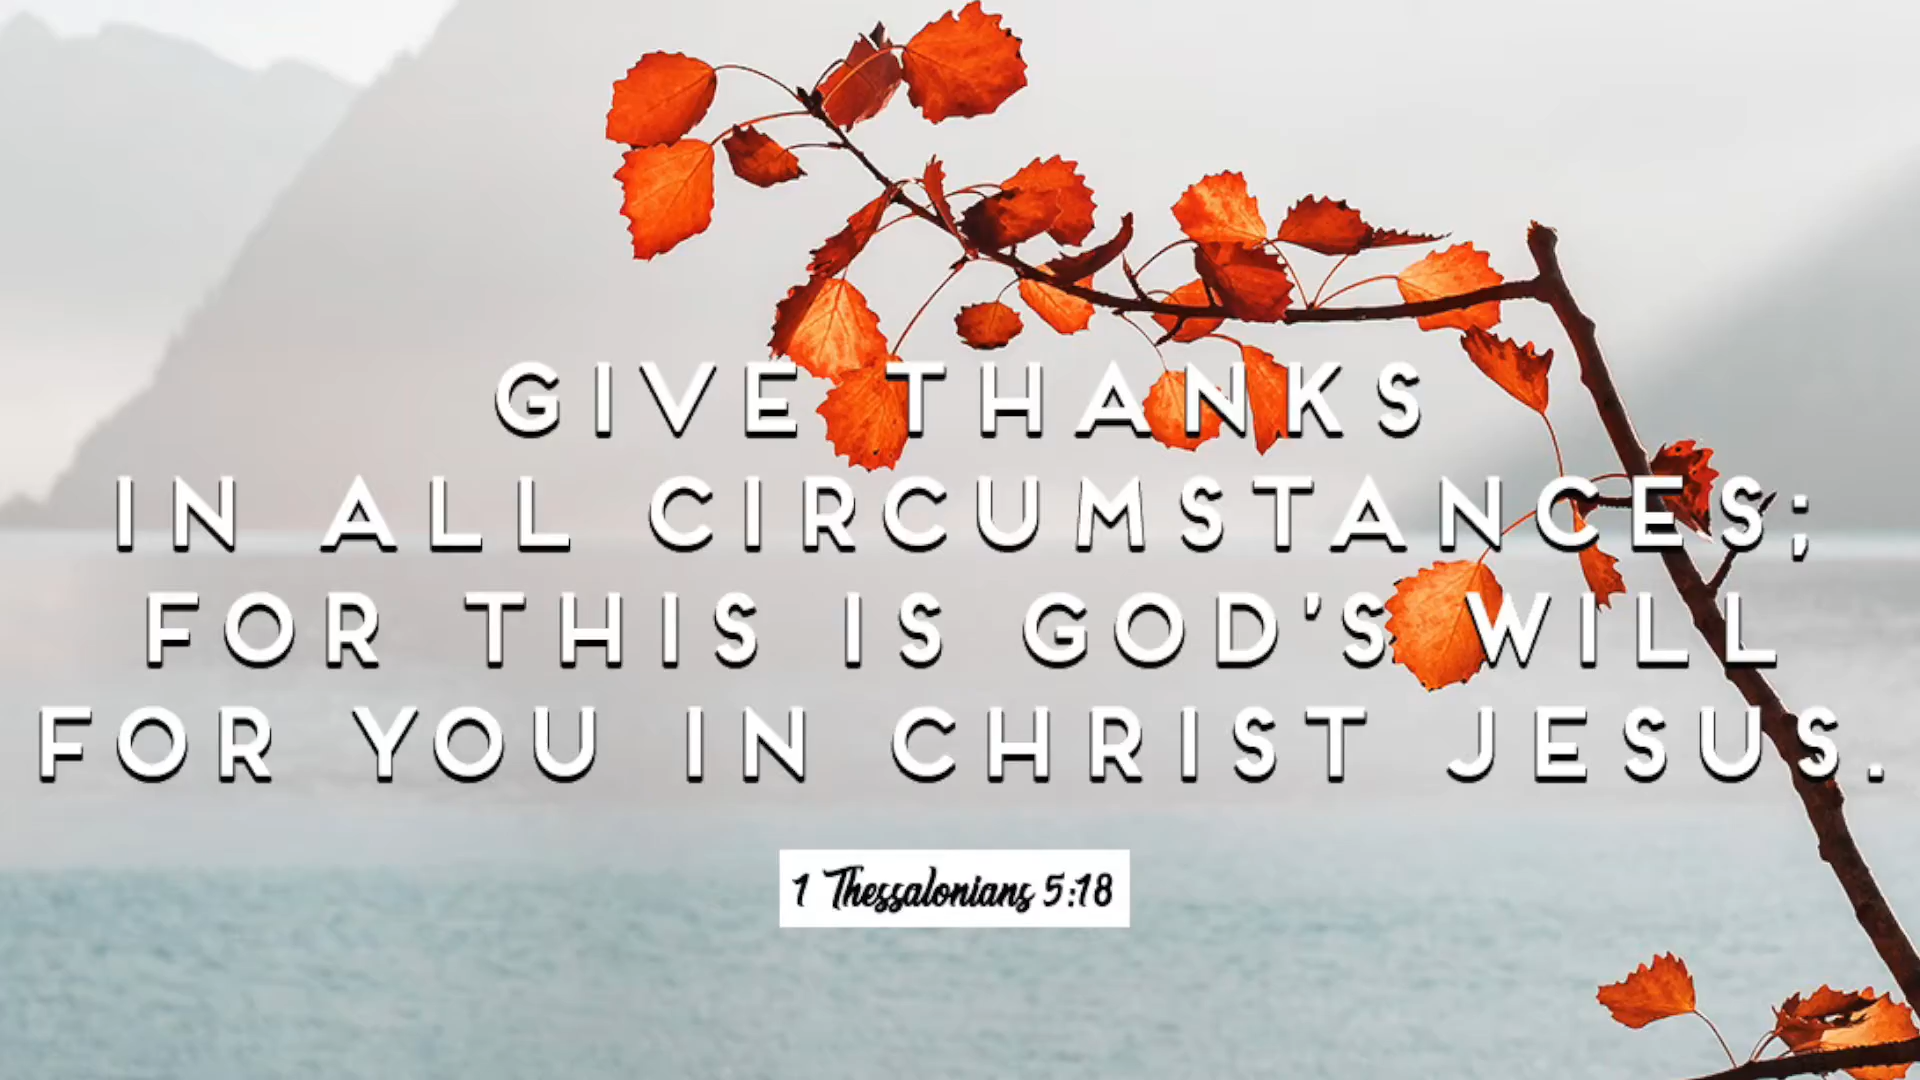 GIVE THANKS
IN ALL CIRCUMSTANCES;
FOR THIS IS GOD'S WILL
FOR YOU IN CHRIST JESUS.
1 Thessalonians 5:18